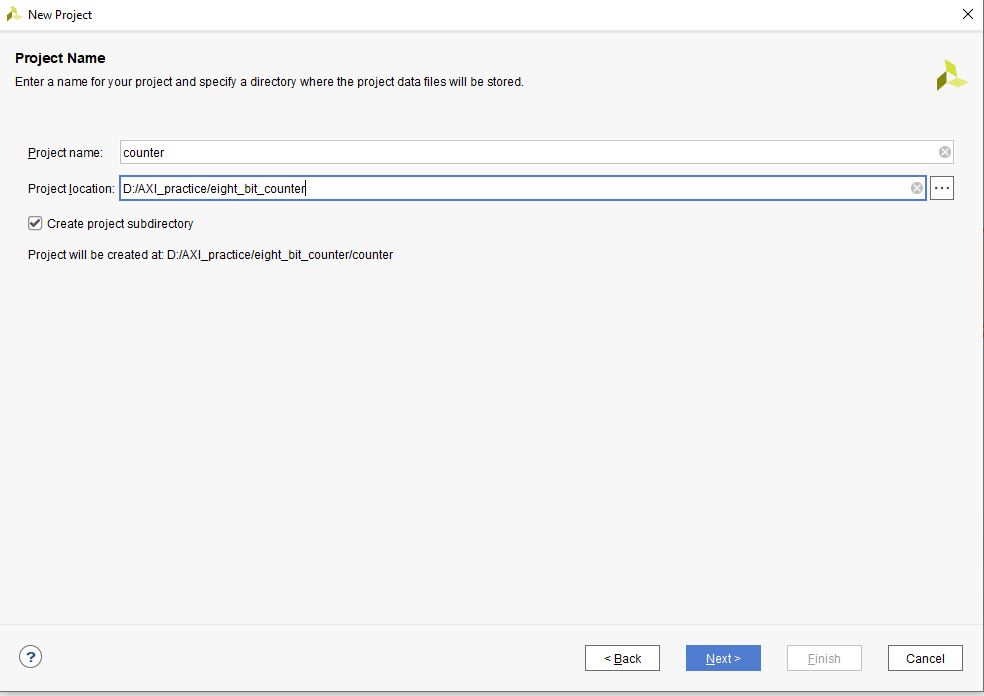 New Project
Project Name
Enter a name for your project and specify a directory where the project data files will be stored.
Project name: counter
Project location: D:/AXI_practice/eight_bit_counter
Create project subdirectory
Project will be created at: D:/AXI_practice/eight_bit_counter/counter
? < Back Next > Finish Cancel